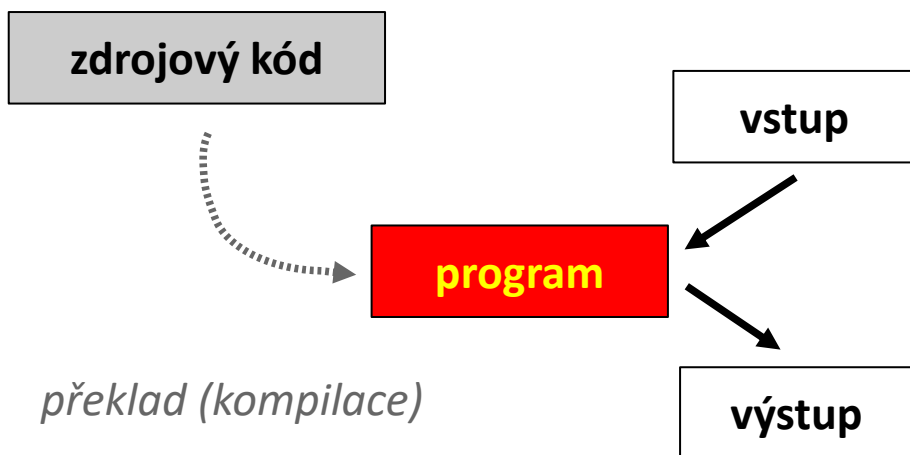 zdrojový kód
vstup
program
překlad (kompilace)
výstup